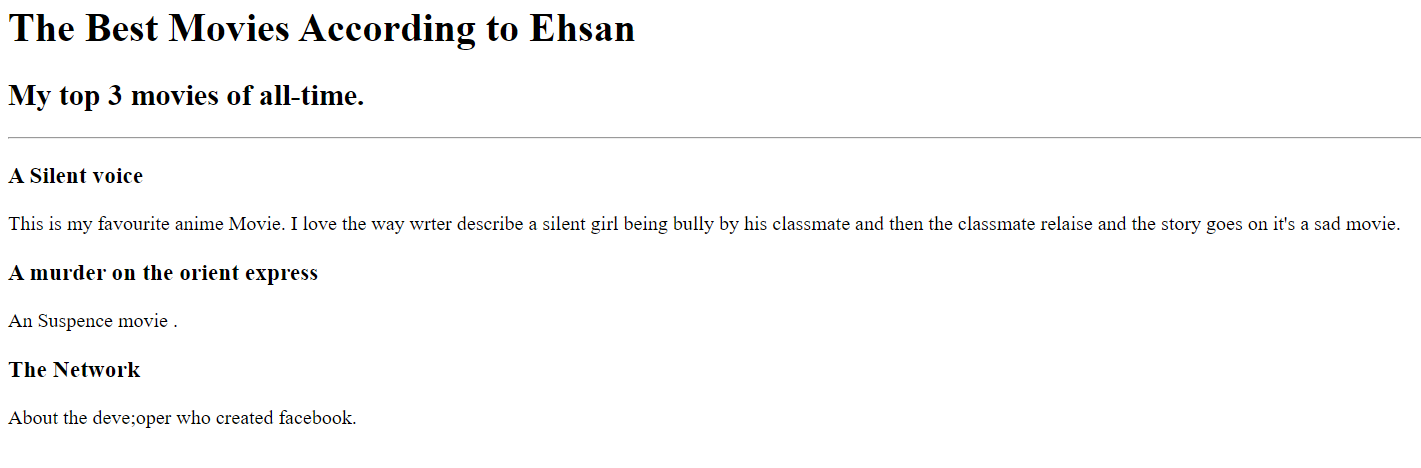 The Best Movies According to Ehsan
My top 3 movies of all-time.
A Silent voice
This is my favourite anime Movie. I love the way wrter describe a silent girl being bully by his classmate and then the classmate relaise and the story goes on it's a sad movie.
A murder on the orient express
An Suspence movie .
The Network
About the deve;oper who created facebook.